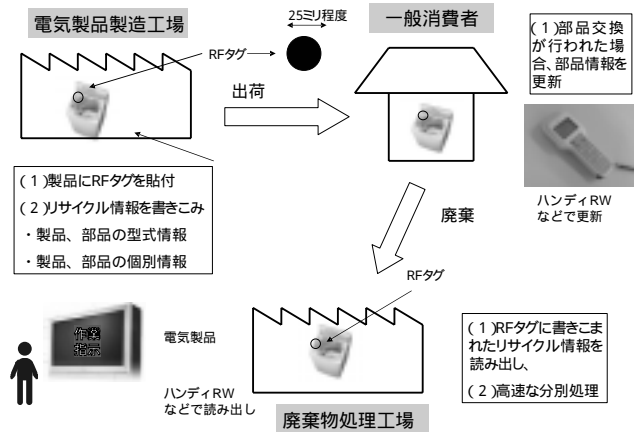 電気製品製造工場
25ミリ程度
RFタグ
一般消費者
(1)部品交換
が行われた場
合、部品情報を
更新
出荷
(1)製品にRFタグを貼付
(2)リサイクル情報を書きこみ
・製品、部品の型式情報
・製品、部品の個別情報
ハンディRW
などで更新
廃棄
RFタグ
作業
指示
電気製品
ハンディRW
などで読み出し
(1)RFタグに書きこま
れたリサイクル情報を
読み出し、
(2)高速な分別処理
廃棄物処理工場